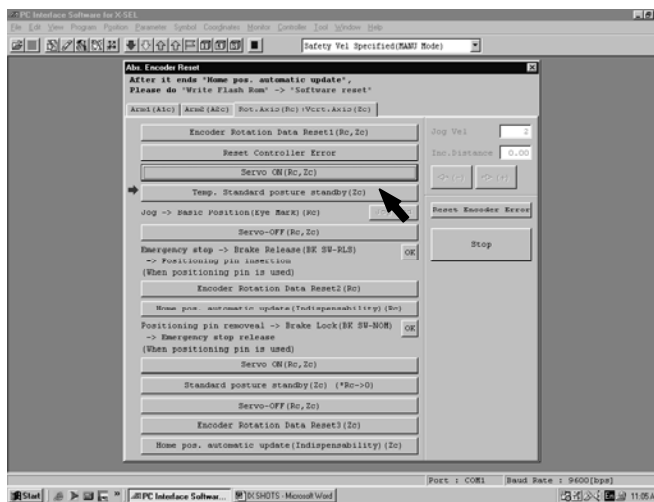 PC Interface Software for X-SEL
File Edit View Program Position Parameter Symbol Coordinates Monitor Controller Tool Window Help
Safety Vel Specified(MANU Mode)
Abs. Encoder Reset
After it ends "Home pos. automatic update",
Please do "Write Flash Rom" -> "Software reset"
Arm1(A1c) Arm2(A2c) Rot.Axis(Rc)+Vert.Axis(Zc)
Encoder Rotation Data Reset1(Rc,Zc)
Jog Vel 2
Reset Controller Error
Inc.Distance 0.00
Servo ON(Rc,Zc)
Temp. Standard posture standby(Zc)
Jog -> Basic Position(Eye Mark)(Rc)
Reset Encoder Error
Servo-OFF(Rc,Zc)
Stop
Emergency stop -> Brake Release(BK SW-RLS) OK
-> Positioning pin insertion
(When positioning pin is used)
Encoder Rotation Data Reset2(Rc)
Home pos. automatic update(Indispensability)(Rc)
Positioning pin removeal -> Brake Lock(BK SW-NOM) OK
-> Emergency stop release
(When positioning pin is used)
Servo ON(Rc,Zc)
Standard posture standby(Zc) (*Rc->0)
Servo-OFF(Rc,Zc)
Encoder Rotation Data Reset3(Zc)
Home pos. automatic update(Indispensability)(Zc)
Port : COM1 Baud Rate : 9600[bps]
Start PC Interface Softwar... IX SHOTS - Microsoft Word 11:05